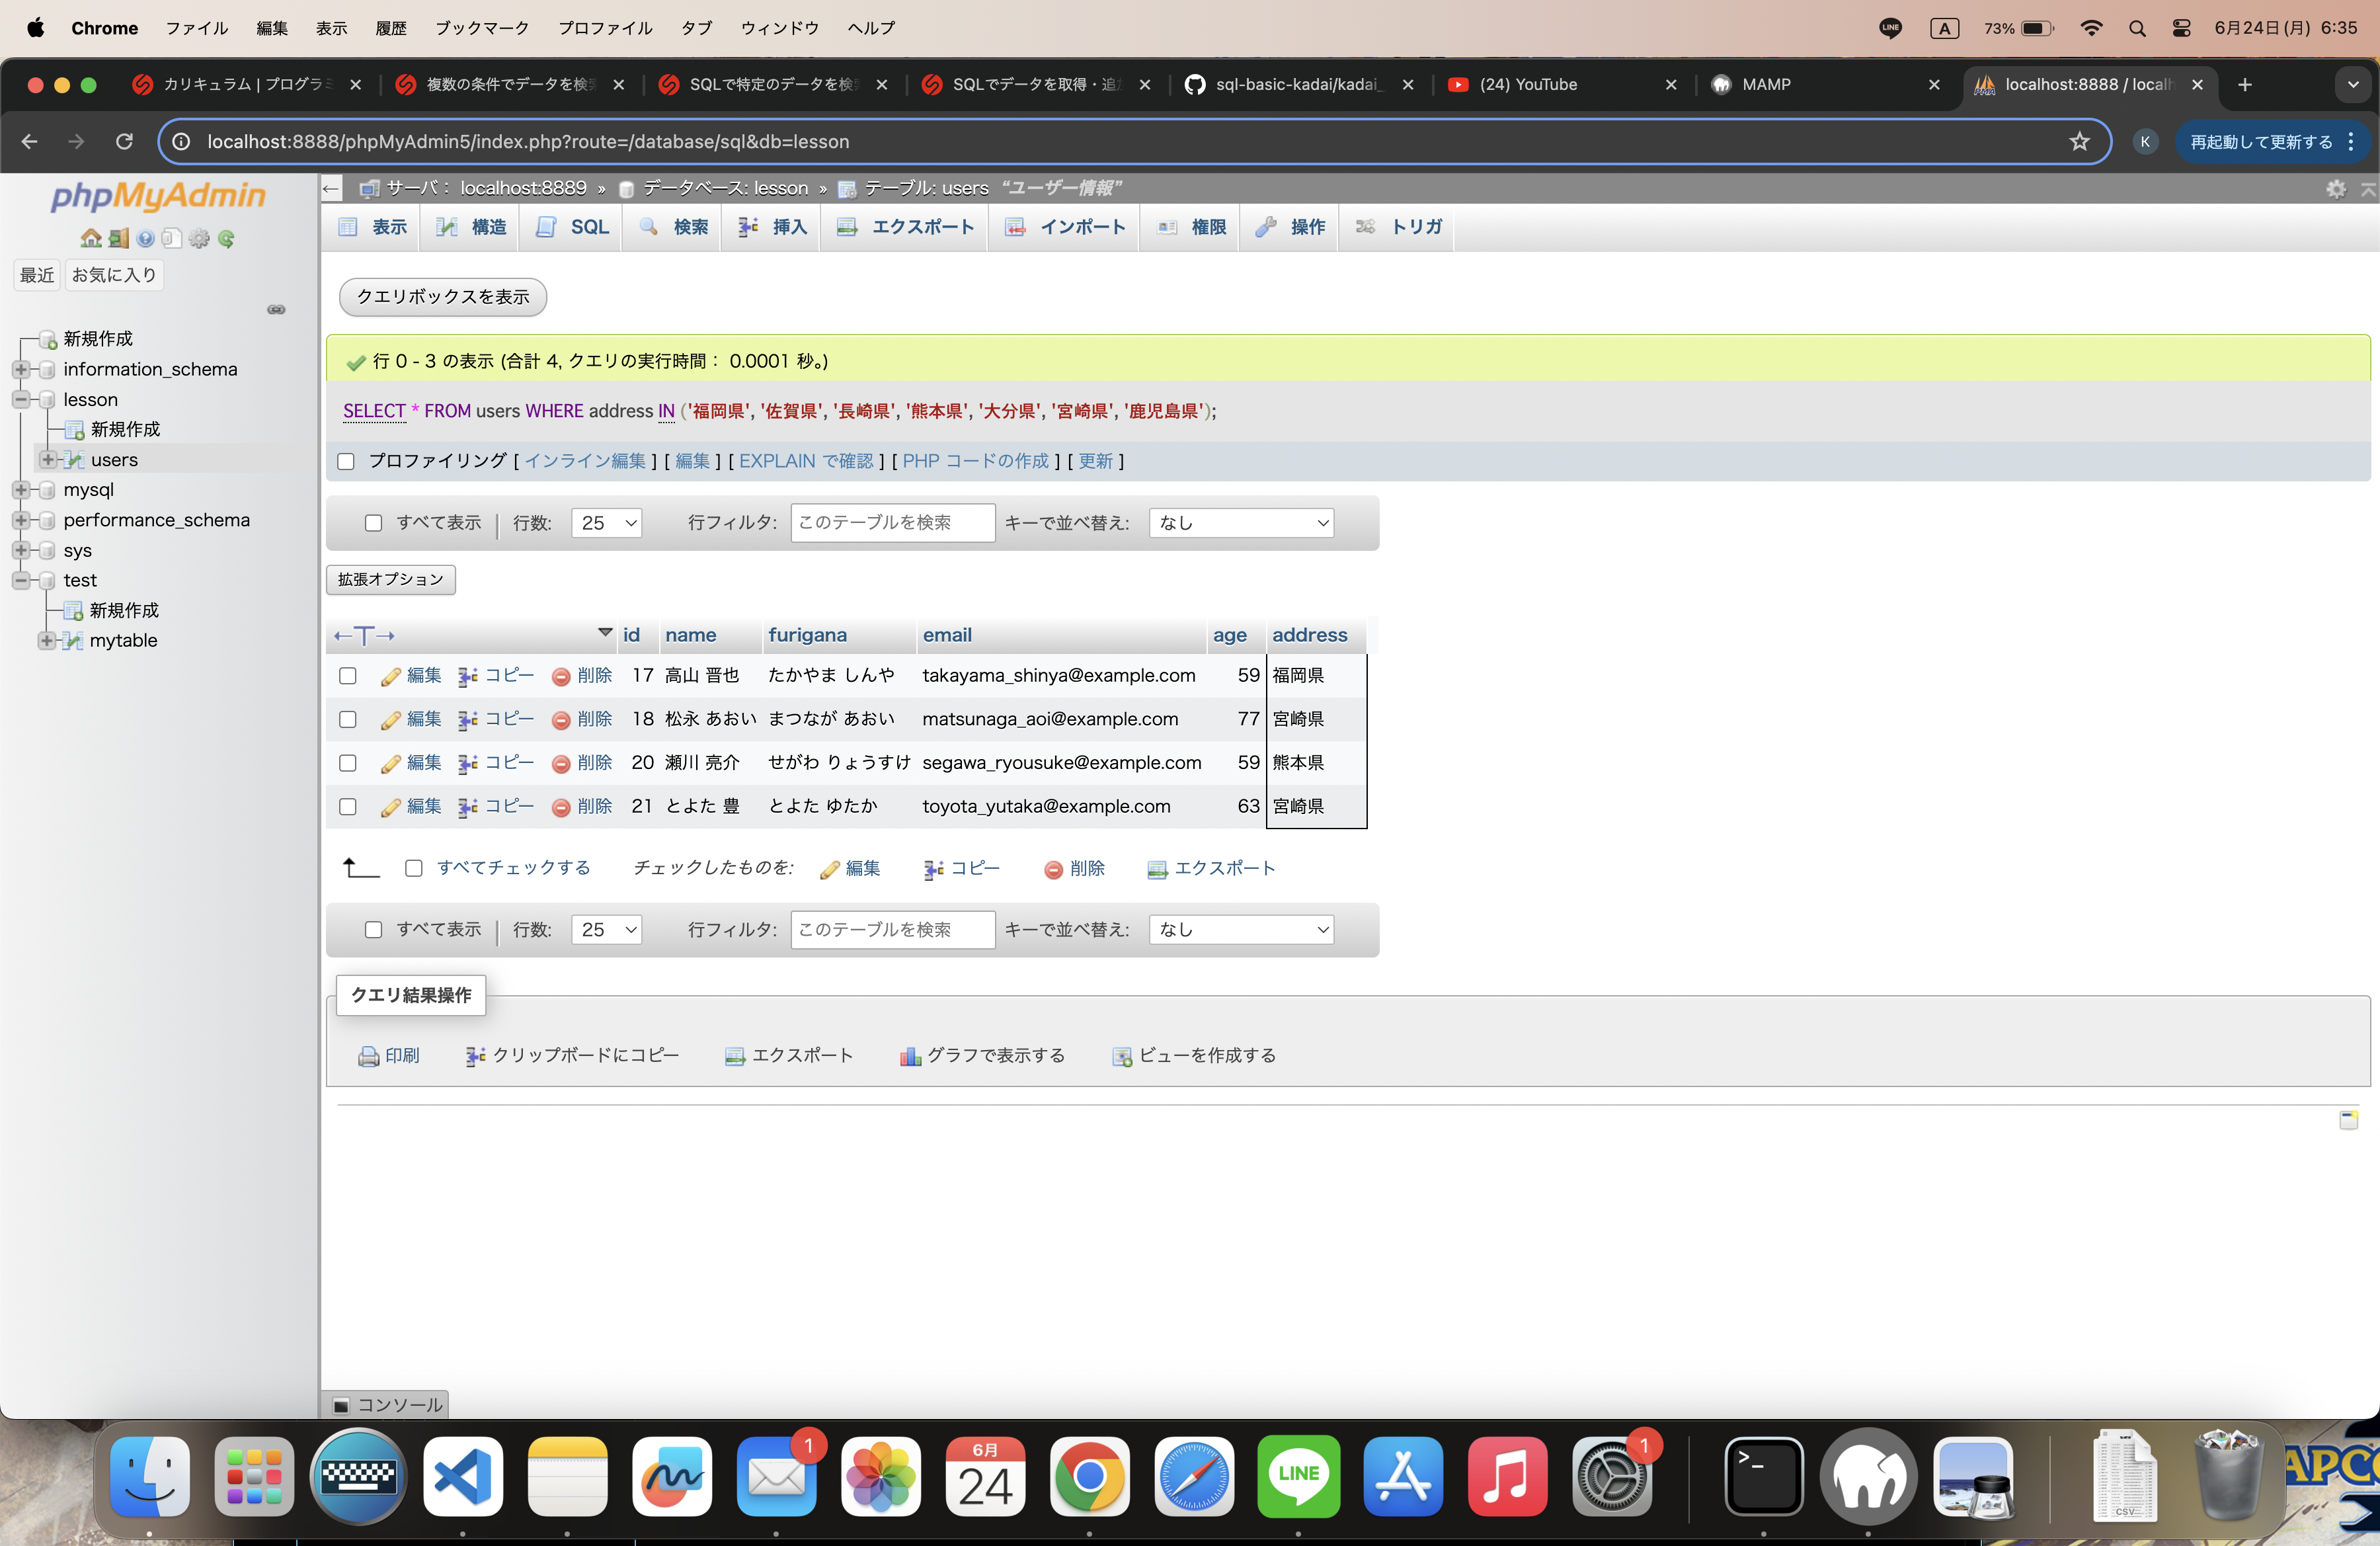 Chrome ファイル 編集 表示 履歴 ブックマーク プロファイル タブ ウィンドウ ヘルプ LINE A 73% 6月24日(月) 6:35
カリキュラム | プログラミ 複数の条件でデータを検索 SQLで特定のデータを検索 SQLでデータを取得・追加 sql-basic-kadai/kadai_ (24) YouTube MAMP localhost:8888 / localh
localhost:8888/phpMyAdmin5/index.php?route=/database/sql&db=lesson K 再起動して更新する
phpMyAdmin
最近 お気に入り
新規作成
information_schema
lesson
新規作成
users
mysql
performance_schema
sys
test
新規作成
mytable
サーバ: localhost:8889 » データベース: lesson » テーブル: users “ユーザー情報”
表示 構造 SQL 検索 挿入 エクスポート インポート 権限 操作 トリガ
クエリボックスを表示
行 0 - 3 の表示 (合計 4, クエリの実行時間： 0.0001 秒。)
SELECT * FROM users WHERE address IN ('福岡県', '佐賀県', '長崎県', '熊本県', '大分県', '宮崎県', '鹿児島県');
プロファイリング [ インライン編集 ] [ 編集 ] [ EXPLAIN で確認 ] [ PHP コードの作成 ] [ 更新 ]
すべて表示 | 行数: 25 行フィルタ: このテーブルを検索 キーで並べ替え: なし
拡張オプション
←T→ id name furigana email age address
編集 コピー 削除 17 高山 晋也 たかやま しんや takayama_shinya@example.com 59 福岡県
編集 コピー 削除 18 松永 あおい まつなが あおい matsunaga_aoi@example.com 77 宮崎県
編集 コピー 削除 20 瀬川 亮介 せがわ りょうすけ segawa_ryousuke@example.com 59 熊本県
編集 コピー 削除 21 とよた 豊 とよた ゆたか toyota_yutaka@example.com 63 宮崎県
すべてチェックする チェックしたものを: 編集 コピー 削除 エクスポート
すべて表示 | 行数: 25 行フィルタ: このテーブルを検索 キーで並べ替え: なし
クエリ結果操作
印刷 クリップボードにコピー エクスポート グラフで表示する ビューを作成する
コンソール
1 6月 24 LINE 1 >_ CSV